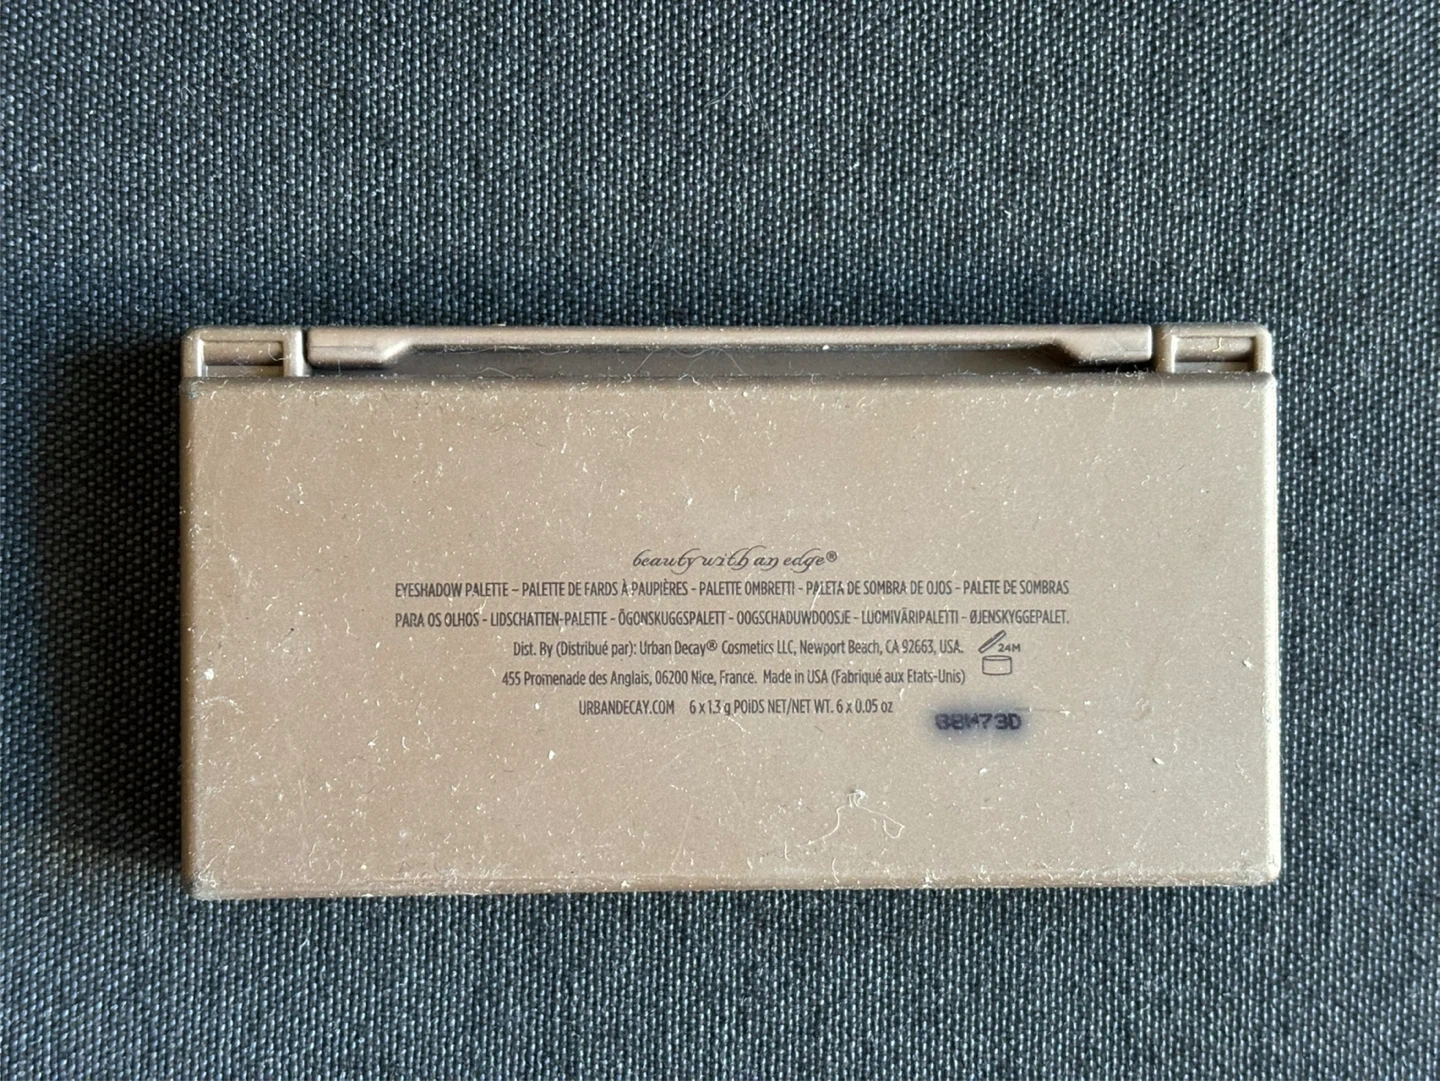 beauty with an edge®
EYESHADOW PALETTE – PALETTE DE FARDS À PAUPIÈRES - PALETTE OMBRETTI - PALETA DE SOMBRA DE OJOS - PALETE DE SOMBRAS
PARA OS OLHOS - LIDSCHATTEN-PALETTE - ÖGONSKUGGSPALETT - OOGSCHADUWDOOSJE - LUOMIVÄRIPALETTI - ØJENSKYGGEPALET.
Dist. By (Distribué par): Urban Decay® Cosmetics LLC, Newport Beach, CA 92663, USA.
24M
455 Promenade des Anglais, 06200 Nice, France. Made in USA (Fabriqué aux Etats-Unis)
URBANDECAY.COM 6 x 1.3 g POIDS NET/NET WT. 6 x 0.05 oz